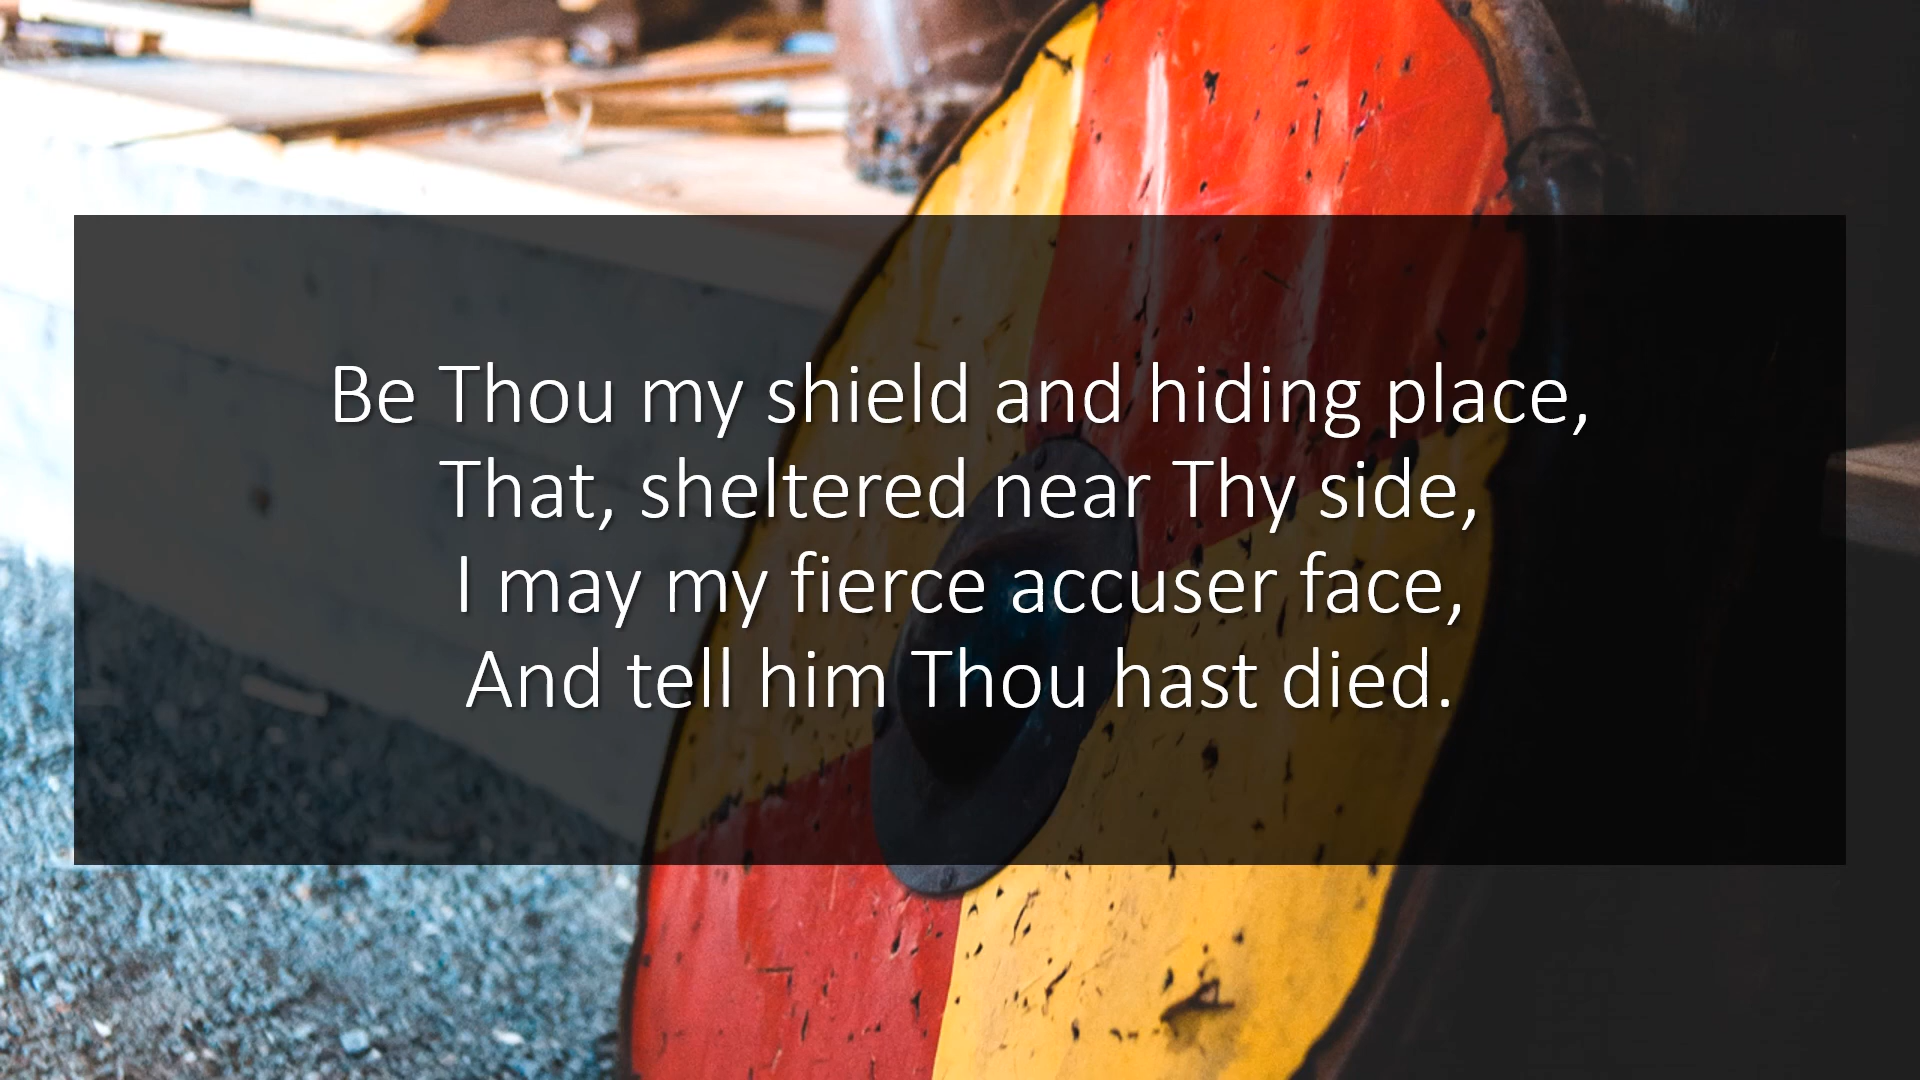 Be Thou my shield and hiding place,
That, sheltered near Thy side,
I may my fierce accuser face,
And tell him Thou hast died.